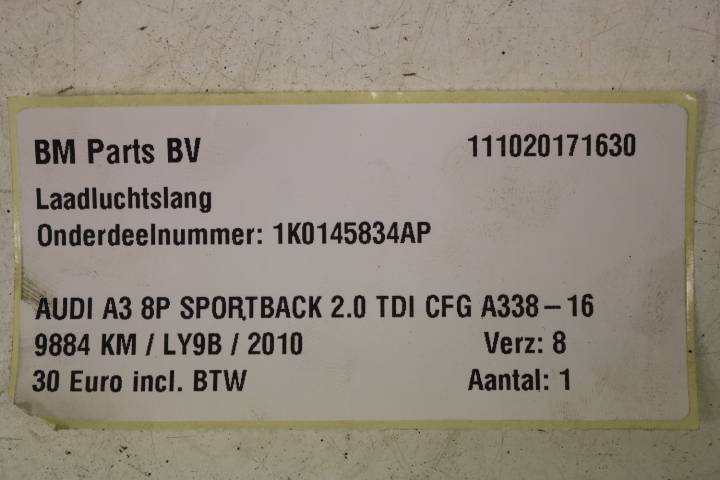 BM Parts BV 111020171630
Laadluchtslang
Onderdeelnummer: 1K0145834AP
AUDI A3 8P SPORTBACK 2.0 TDI CFG A338-16
9884 KM / LY9B / 2010 Verz: 8
30 Euro incl. BTW Aantal: 1